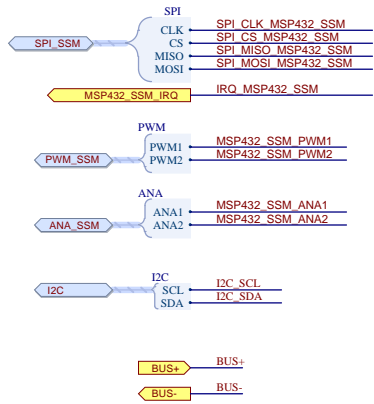 SPI
SPI_SSM
CLK SPI_CLK_MSP432_SSM
CS SPI_CS_MSP432_SSM
MISO SPI_MISO_MSP432_SSM
MOSI SPI_MOSI_MSP432_SSM
MSP432_SSM_IRQ IRQ_MSP432_SSM
PWM
PWM_SSM
PWM1 MSP432_SSM_PWM1
PWM2 MSP432_SSM_PWM2
ANA
ANA_SSM
ANA1 MSP432_SSM_ANA1
ANA2 MSP432_SSM_ANA2
I2C
I2C
SCL I2C_SCL
SDA I2C_SDA
BUS+ BUS+
BUS- BUS-